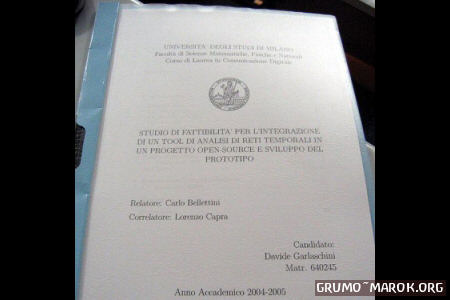 UNIVERSITA' DEGLI STUDI DI MILANO
Facoltà di Scienze Matematiche, Fisiche e Naturali
Corso di Laurea in Comunicazione Digitale
STUDIO DI FATTIBILITA' PER L'INTEGRAZIONE
DI UN TOOL DI ANALISI DI RETI TEMPORALI IN
UN PROGETTO OPEN-SOURCE E SVILUPPO DEL
PROTOTIPO
Relatore: Carlo Bellettini
Correlatore: Lorenzo Capra
Candidato:
Davide Garlaschini
Matr. 640245
Anno Accademico 2004-2005
GRUMO~MAROK.ORG